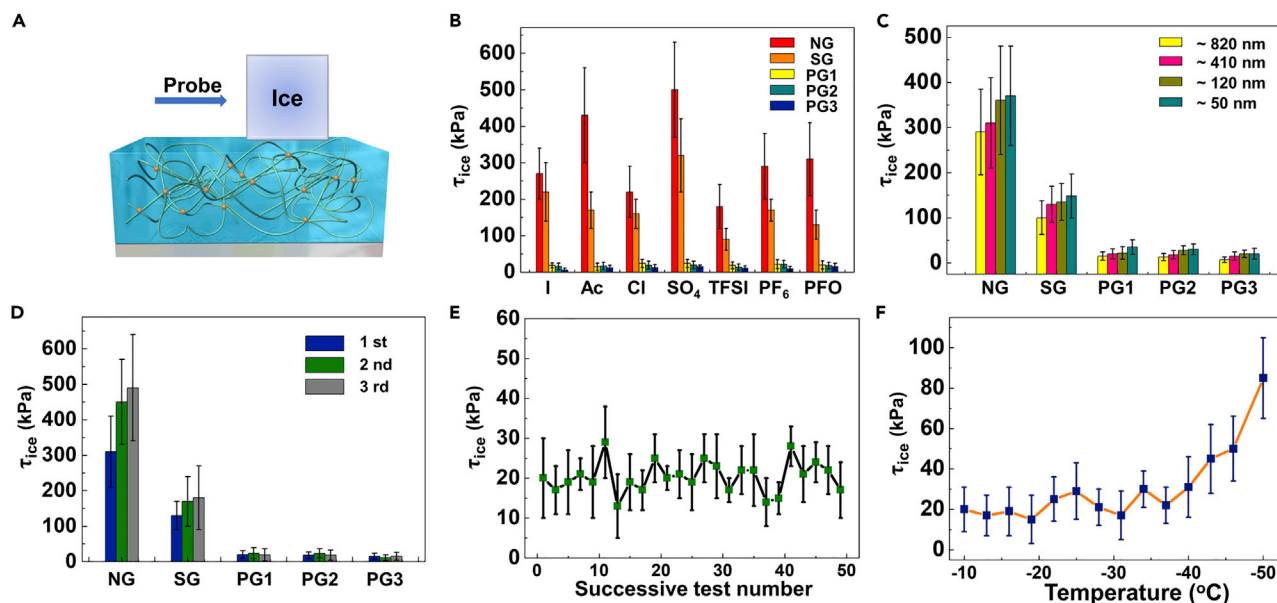 A
Probe
Ice
B
τice (kPa)
600
500
400
300
200
100
0
NG
SG
PG1
PG2
PG3
I Ac Cl SO4 TFSI PF6 PFO
C
τice (kPa)
500
400
300
200
100
0
~ 820 nm
~ 410 nm
~ 120 nm
~ 50 nm
NG SG PG1 PG2 PG3
D
τice (kPa)
600
500
400
300
200
100
0
1 st
2 nd
3 rd
NG SG PG1 PG2 PG3
E
τice (kPa)
60
50
40
30
20
10
0
0 10 20 30 40 50
Successive test number
F
τice (kPa)
100
80
60
40
20
0
-10 -20 -30 -40 -50
Temperature (oC)